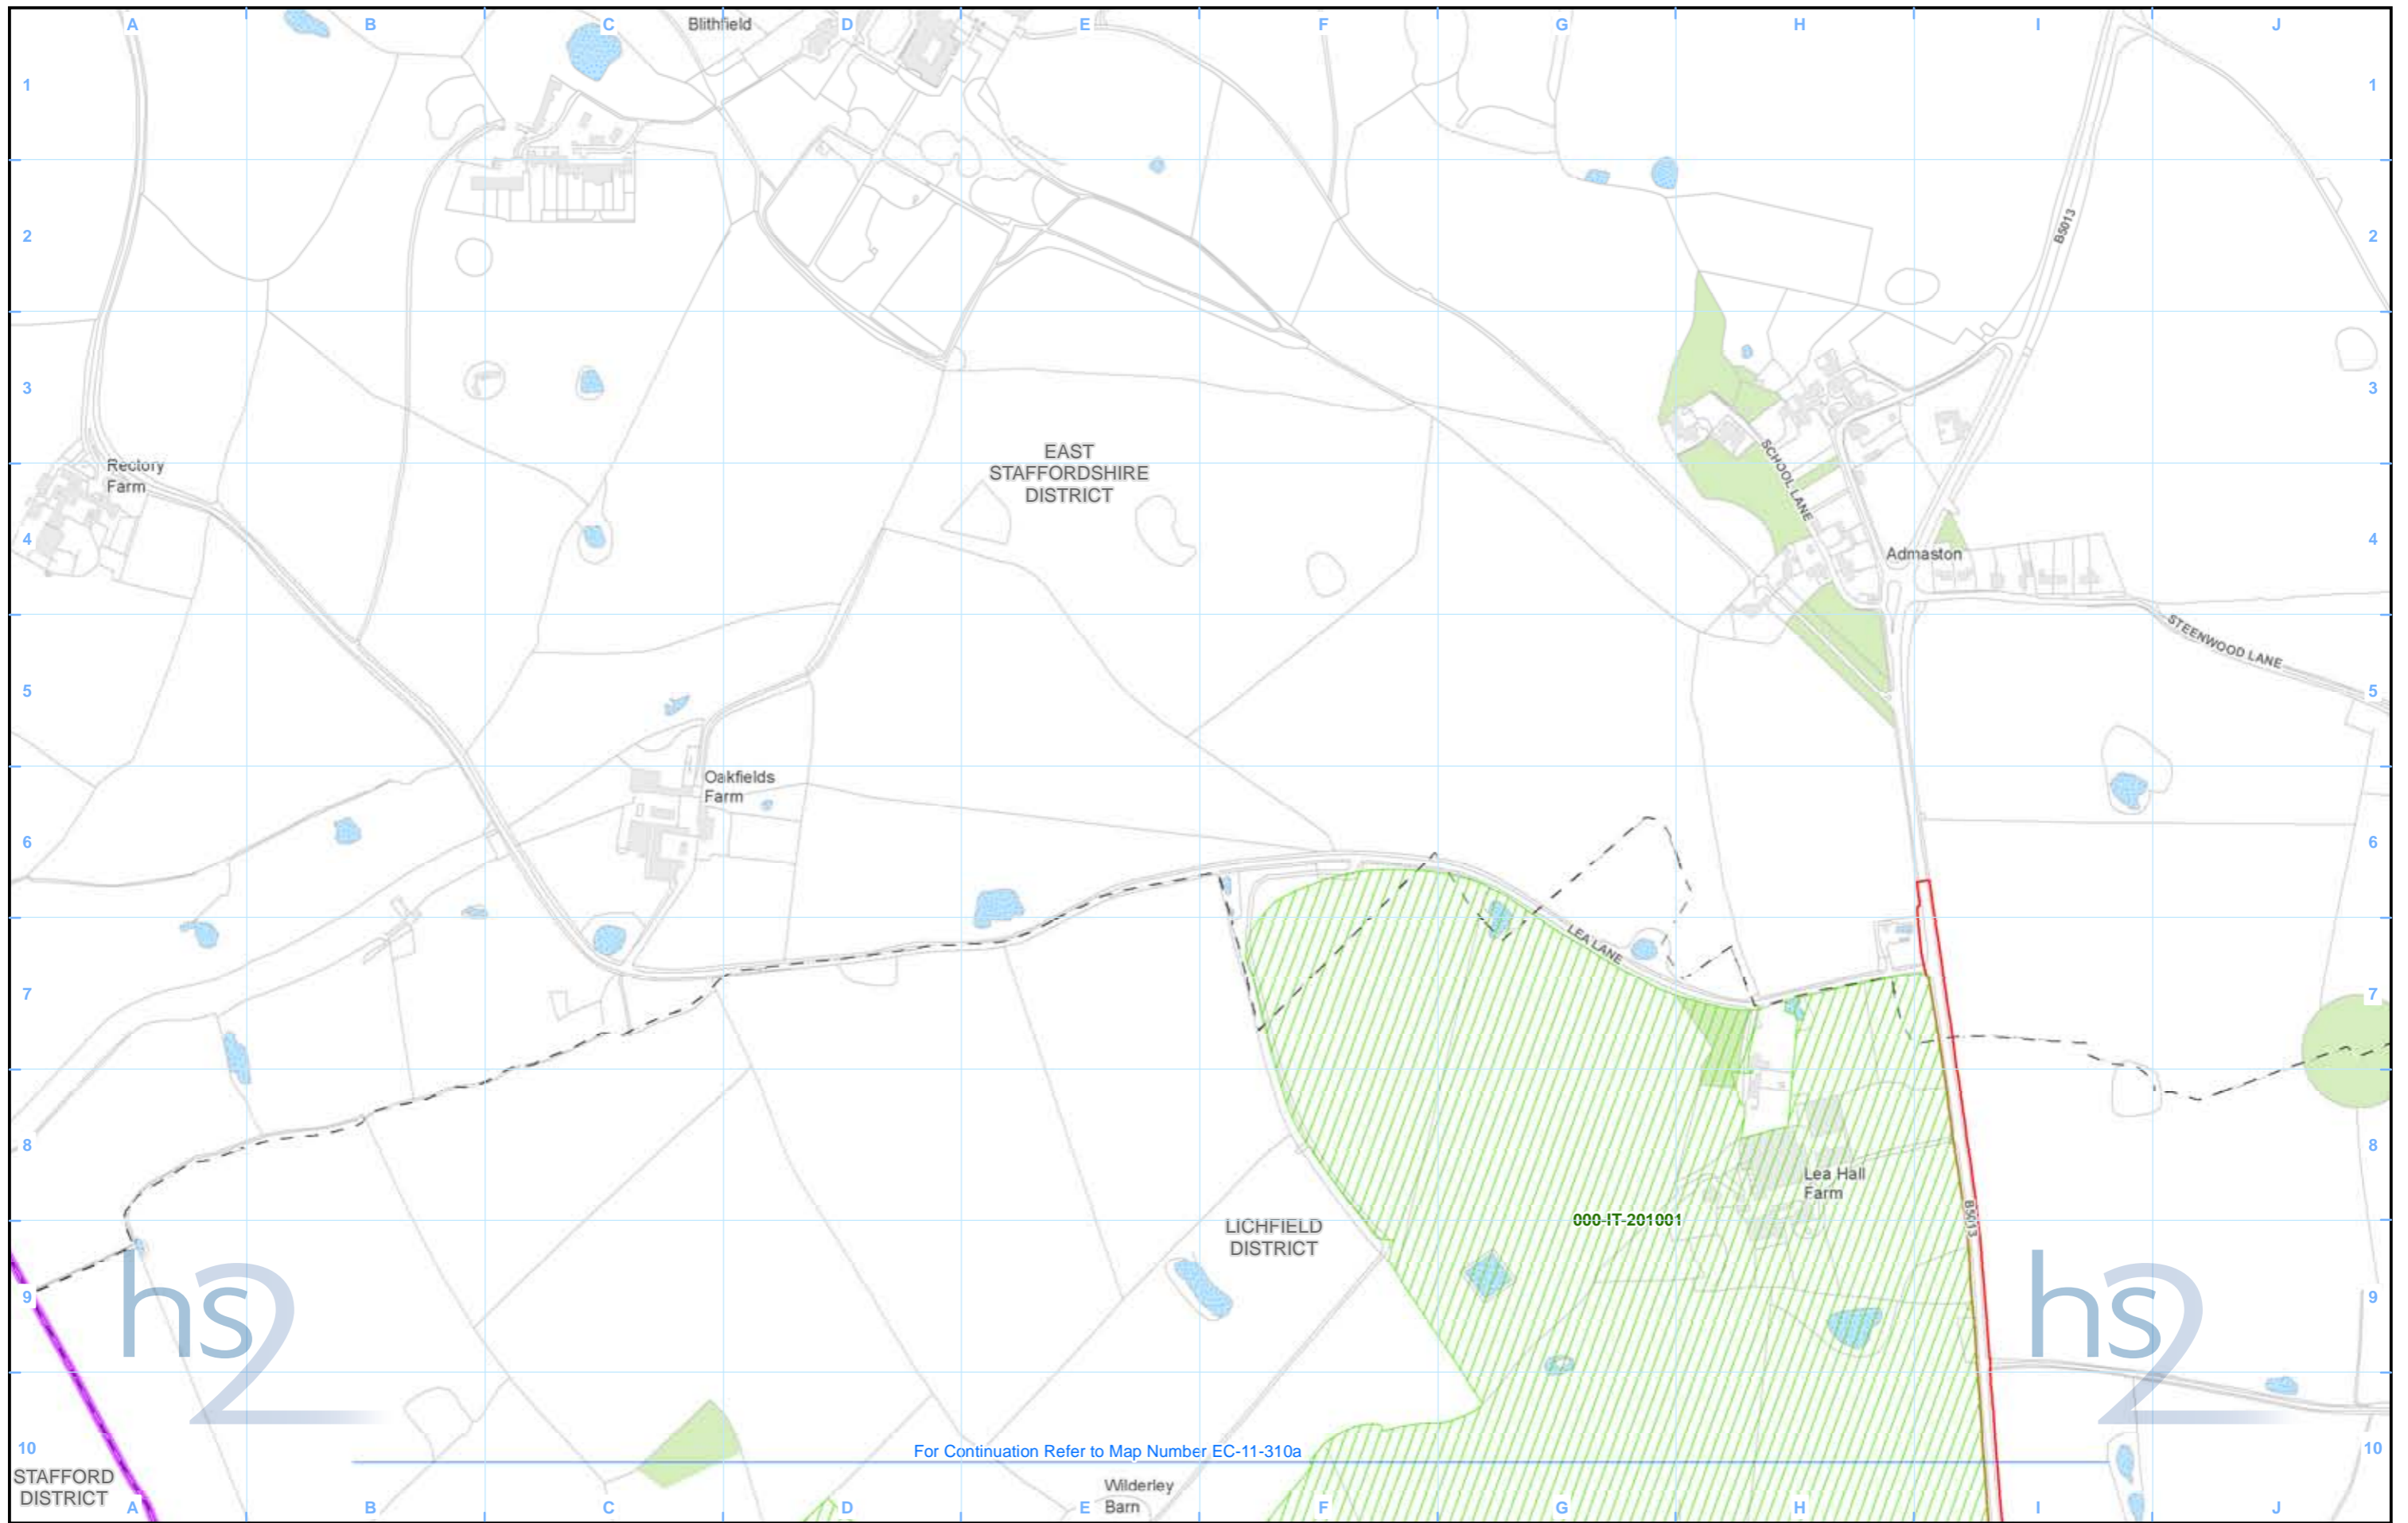 A B C D E F G H I J
Blithfield
1 1
2 2
B5013
3 3
EAST
STAFFORDSHIRE
DISTRICT
Rectory
Farm
SCHOOL LANE
4 4
Admaston
STEENWOOD LANE
5 5
Oakfields
Farm
6 6
LEA LANE
7 7
8 8
Lea Hall
Farm
B5013
LICHFIELD
DISTRICT
000-IT-201001
hs2 hs2
9 9
10 10
For Continuation Refer to Map Number EC-11-310a
STAFFORD
DISTRICT
Wilderley
Barn
A B C D E F G H I J